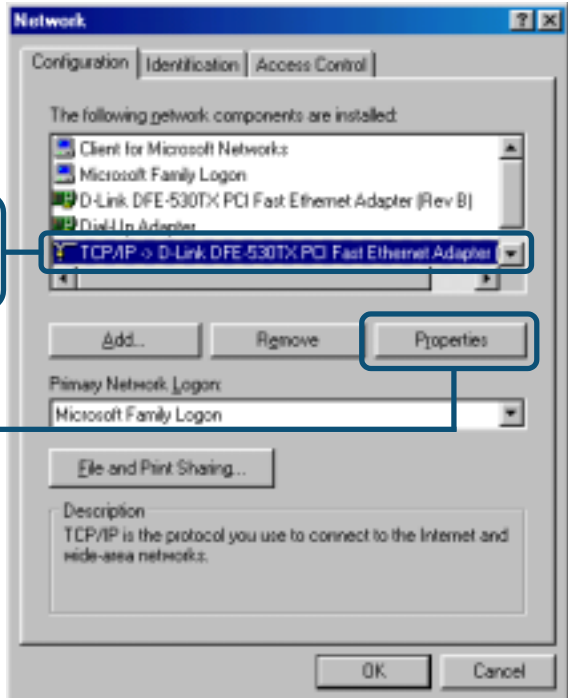 Network
Configuration Identification Access Control
The following network components are installed:
Client for Microsoft Networks
Microsoft Family Logon
D-Link DFE-530TX PCI Fast Ethernet Adapter (Rev B)
Dial-Up Adapter
TCP/IP -> D-Link DFE-530TX PCI Fast Ethernet Adapter (
Add... Remove Properties
Primary Network Logon:
Microsoft Family Logon
File and Print Sharing...
Description
TCP/IP is the protocol you use to connect to the Internet and
wide-area networks.
OK Cancel